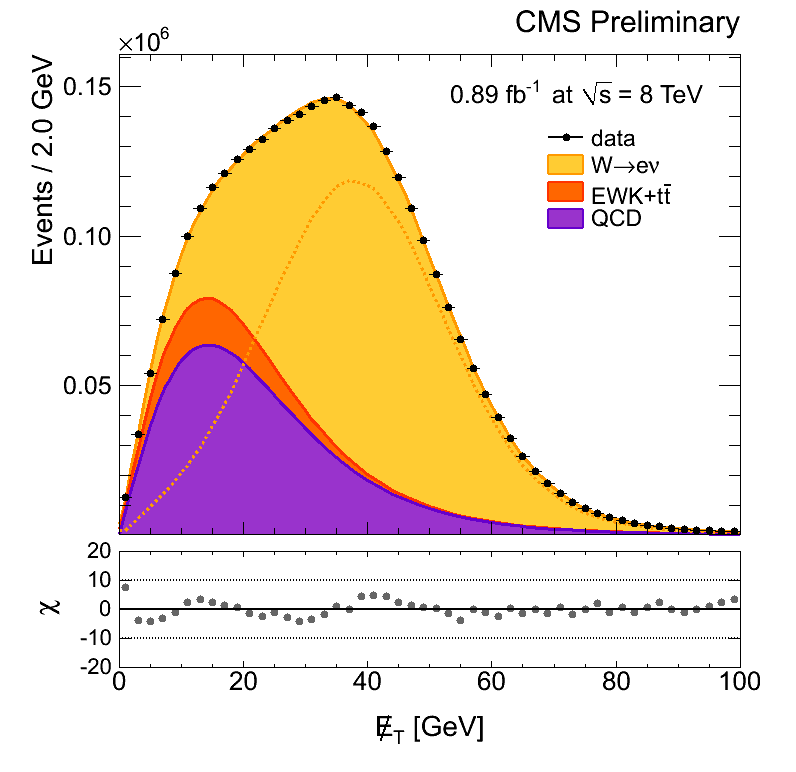 CMS Preliminary
×10⁶
0.89 fb⁻¹ at √s = 8 TeV
data
W→eν
EWK+tt̄
QCD
Events / 2.0 GeV
0.15
0.10
0.05
χ
20
10
0
-10
-20
0 20 40 60 80 100
E̸_T [GeV]